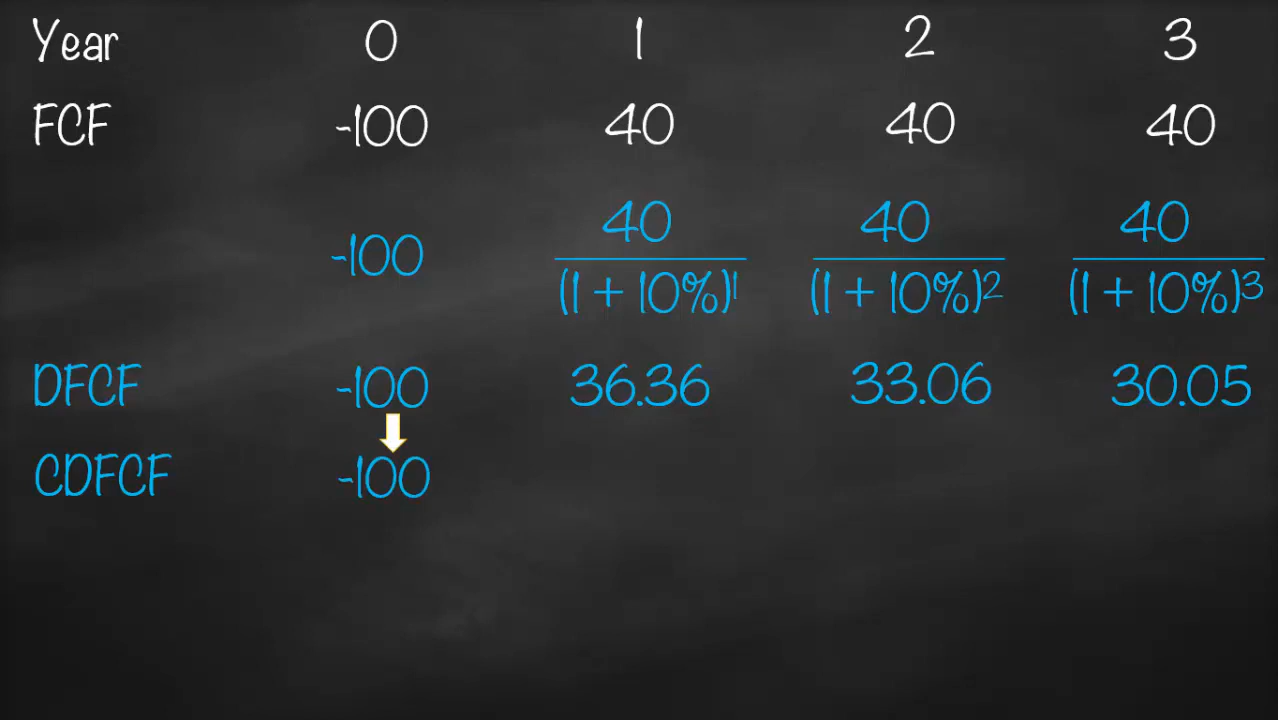 Year 0 1 2 3
FCF -100 40 40 40
-100 40 40 40
(1 + 10%)1 (1 + 10%)2 (1 + 10%)3
DFCF -100 36.36 33.06 30.05
CDFCF -100